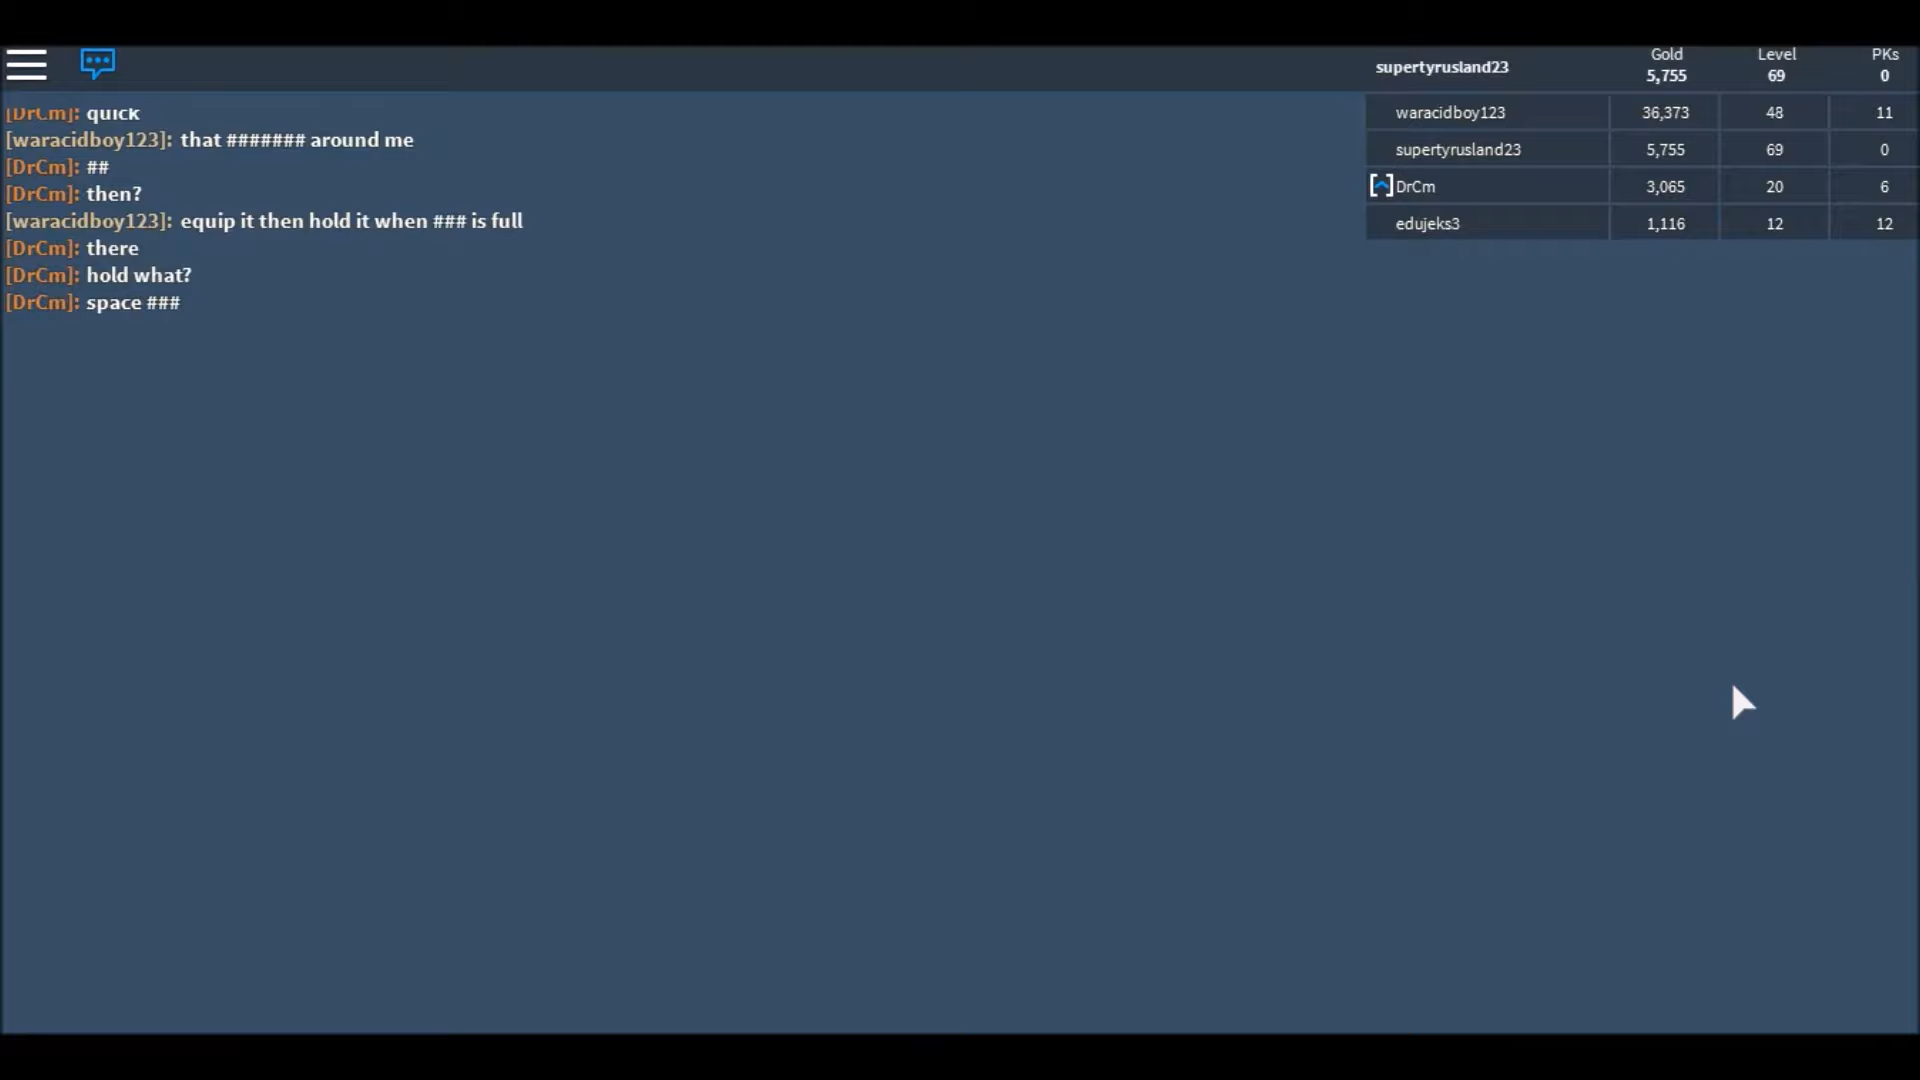 supertyrusland23 Gold Level PKs
5,755 69 0
[DrCm]: quick
[waracidboy123]: that ####### around me
[DrCm]: ##
[DrCm]: then?
[waracidboy123]: equip it then hold it when ### is full
[DrCm]: there
[DrCm]: hold what?
[DrCm]: space ###
waracidboy123 36,373 48 11
supertyrusland23 5,755 69 0
DrCm 3,065 20 6
edujeks3 1,116 12 12